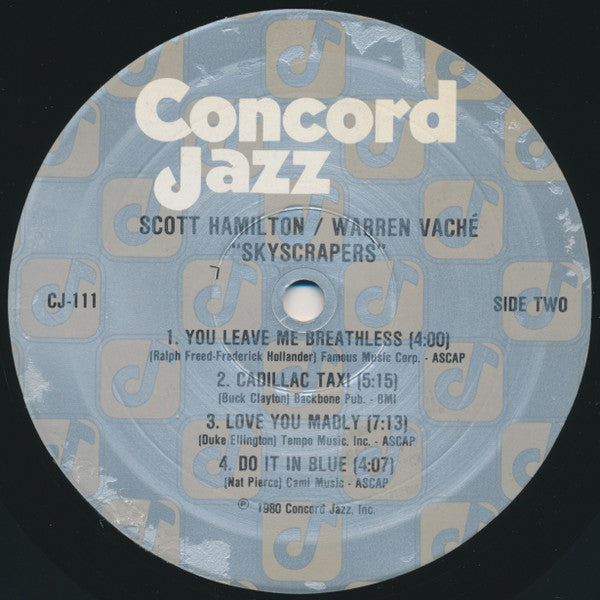 Concord
Jazz
SCOTT HAMILTON / WARREN VACHÉ
"SKYSCRAPERS"
CJ-111
SIDE TWO
1. YOU LEAVE ME BREATHLESS (4:00)
(Ralph Freed-Frederick Hollander) Famous Music Corp. - ASCAP
2. CADILLAC TAXI (5:15)
(Buck Clayton) Backbone Pub. - BMI
3. LOVE YOU MADLY (7:13)
(Duke Ellington) Tempo Music, Inc. - ASCAP
4. DO IT IN BLUE (4:07)
(Nat Pierce) Cami Music - ASCAP
℗ 1980 Concord Jazz, Inc.